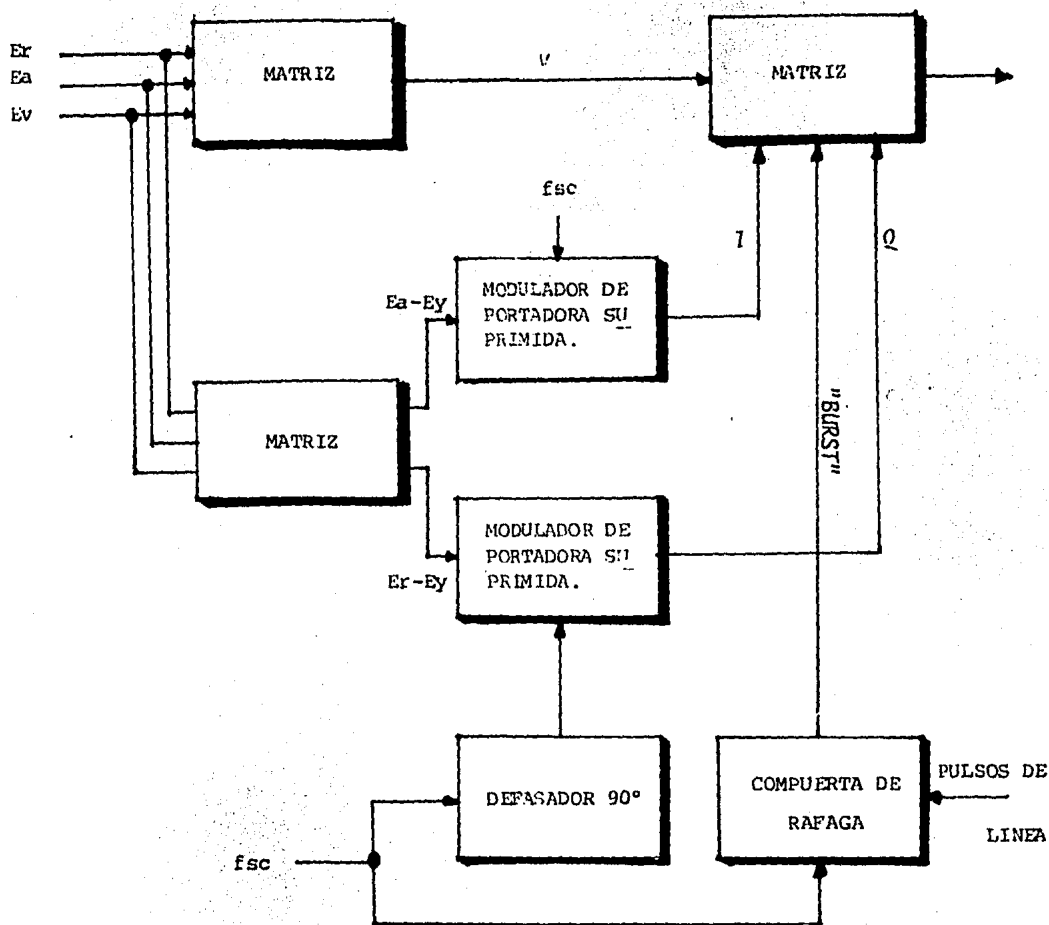 Er
Ea
Ev
MATRIZ
Y
MATRIZ
fsc
I
Q
Ea-Ey
MODULADOR DE
PORTADORA SU
PRIMIDA.
MATRIZ
"BURST"
Er-Ey
MODULADOR DE
PORTADORA SU
PRIMIDA.
DEFASADOR 90°
COMPUERTA DE
RAFAGA
PULSOS DE
LINEA
fsc